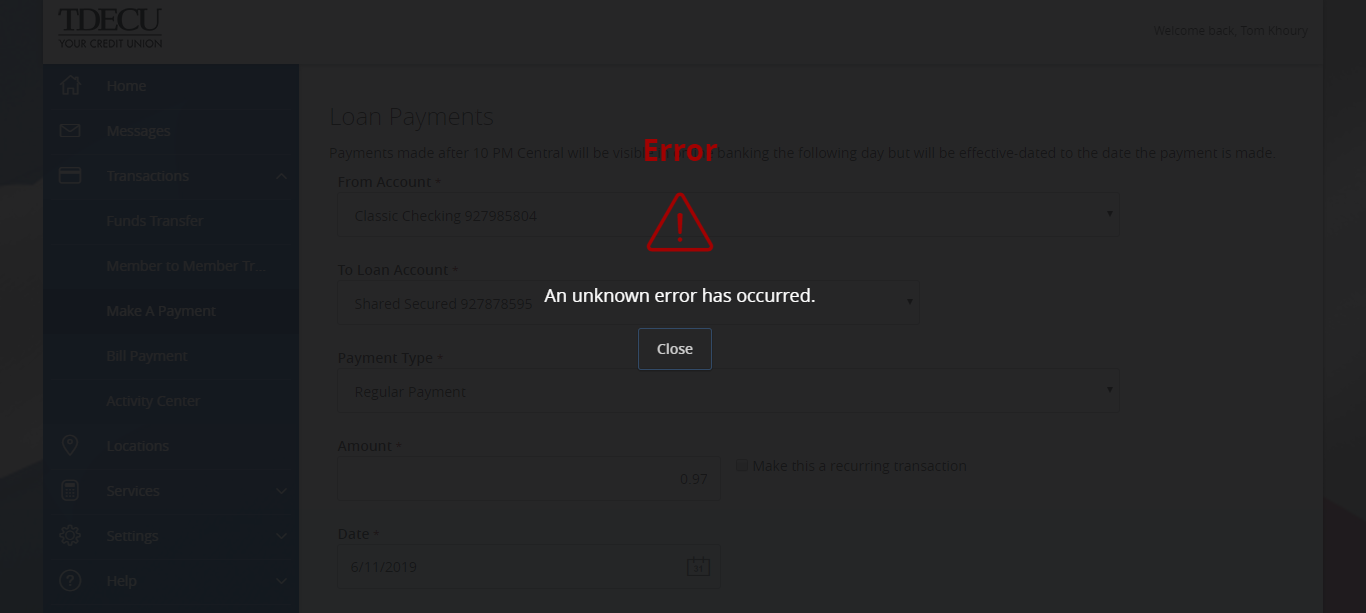 TDECU
YOUR CREDIT UNION
Welcome back, Tom Khoury
Home
Messages
Transactions
Funds Transfer
Member to Member Tr...
Make A Payment
Bill Payment
Activity Center
Locations
Services
Settings
Help
Loan Payments
Error
Payments made after 10 PM Central will be banking the following day but will be effective-dated to the date the payment is made.
From Account *
Classic Checking 927985804
To Loan Account *
Shared Secured 927878595
An unknown error has occurred.
Close
Payment Type *
Regular Payment
Amount *
0.97
Make this a recurring transaction
Date *
6/11/2019